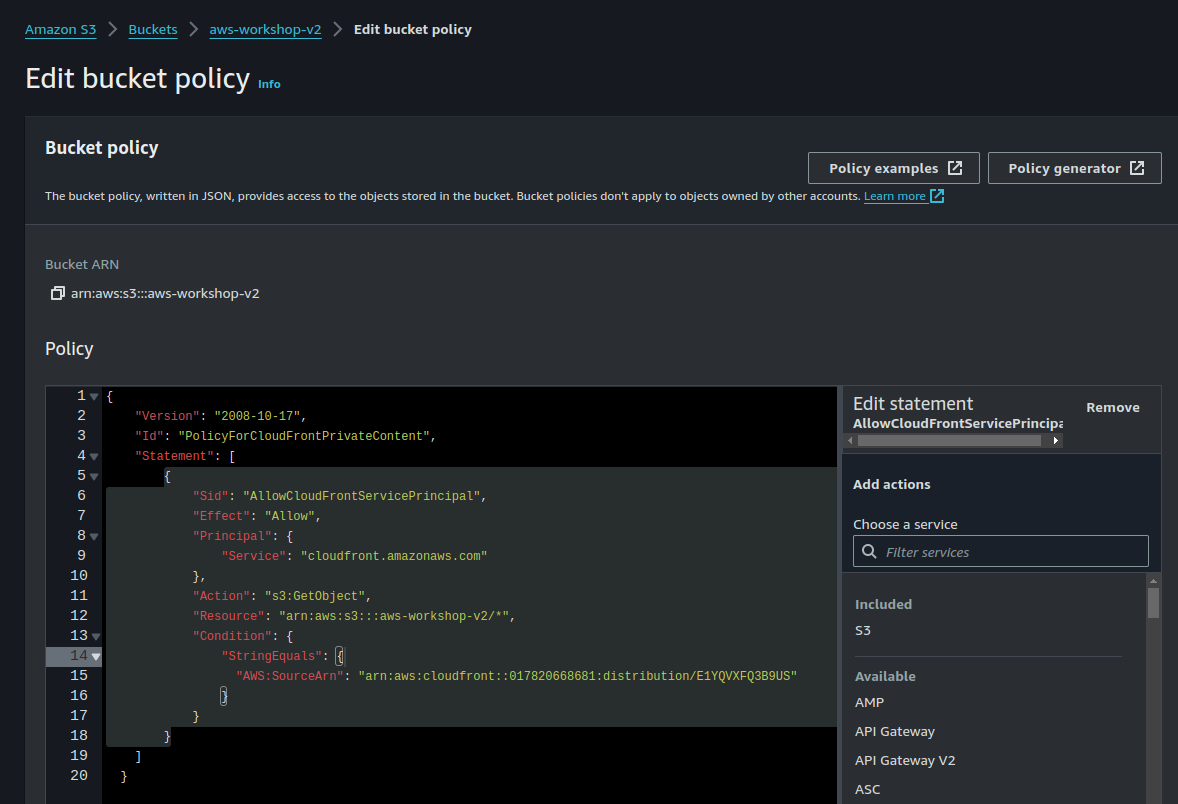 Amazon S3 > Buckets > aws-workshop-v2 > Edit bucket policy
Edit bucket policy Info
Bucket policy
Policy examples
Policy generator
The bucket policy, written in JSON, provides access to the objects stored in the bucket. Bucket policies don't apply to objects owned by other accounts. Learn more
Bucket ARN
arn:aws:s3:::aws-workshop-v2
Policy
1 {
2 "Version": "2008-10-17",
3 "Id": "PolicyForCloudFrontPrivateContent",
4 "Statement": [
5 {
6 "Sid": "AllowCloudFrontServicePrincipal",
7 "Effect": "Allow",
8 "Principal": {
9 "Service": "cloudfront.amazonaws.com"
10 },
11 "Action": "s3:GetObject",
12 "Resource": "arn:aws:s3:::aws-workshop-v2/*",
13 "Condition": {
14 "StringEquals": {
15 "AWS:SourceArn": "arn:aws:cloudfront::017820668681:distribution/E1YQVXFQ3B9US"
16 }
17 }
18 }
19 ]
20 }
Edit statement
Remove
AllowCloudFrontServicePrincipa
Add actions
Choose a service
Filter services
Included
S3
Available
AMP
API Gateway
API Gateway V2
ASC